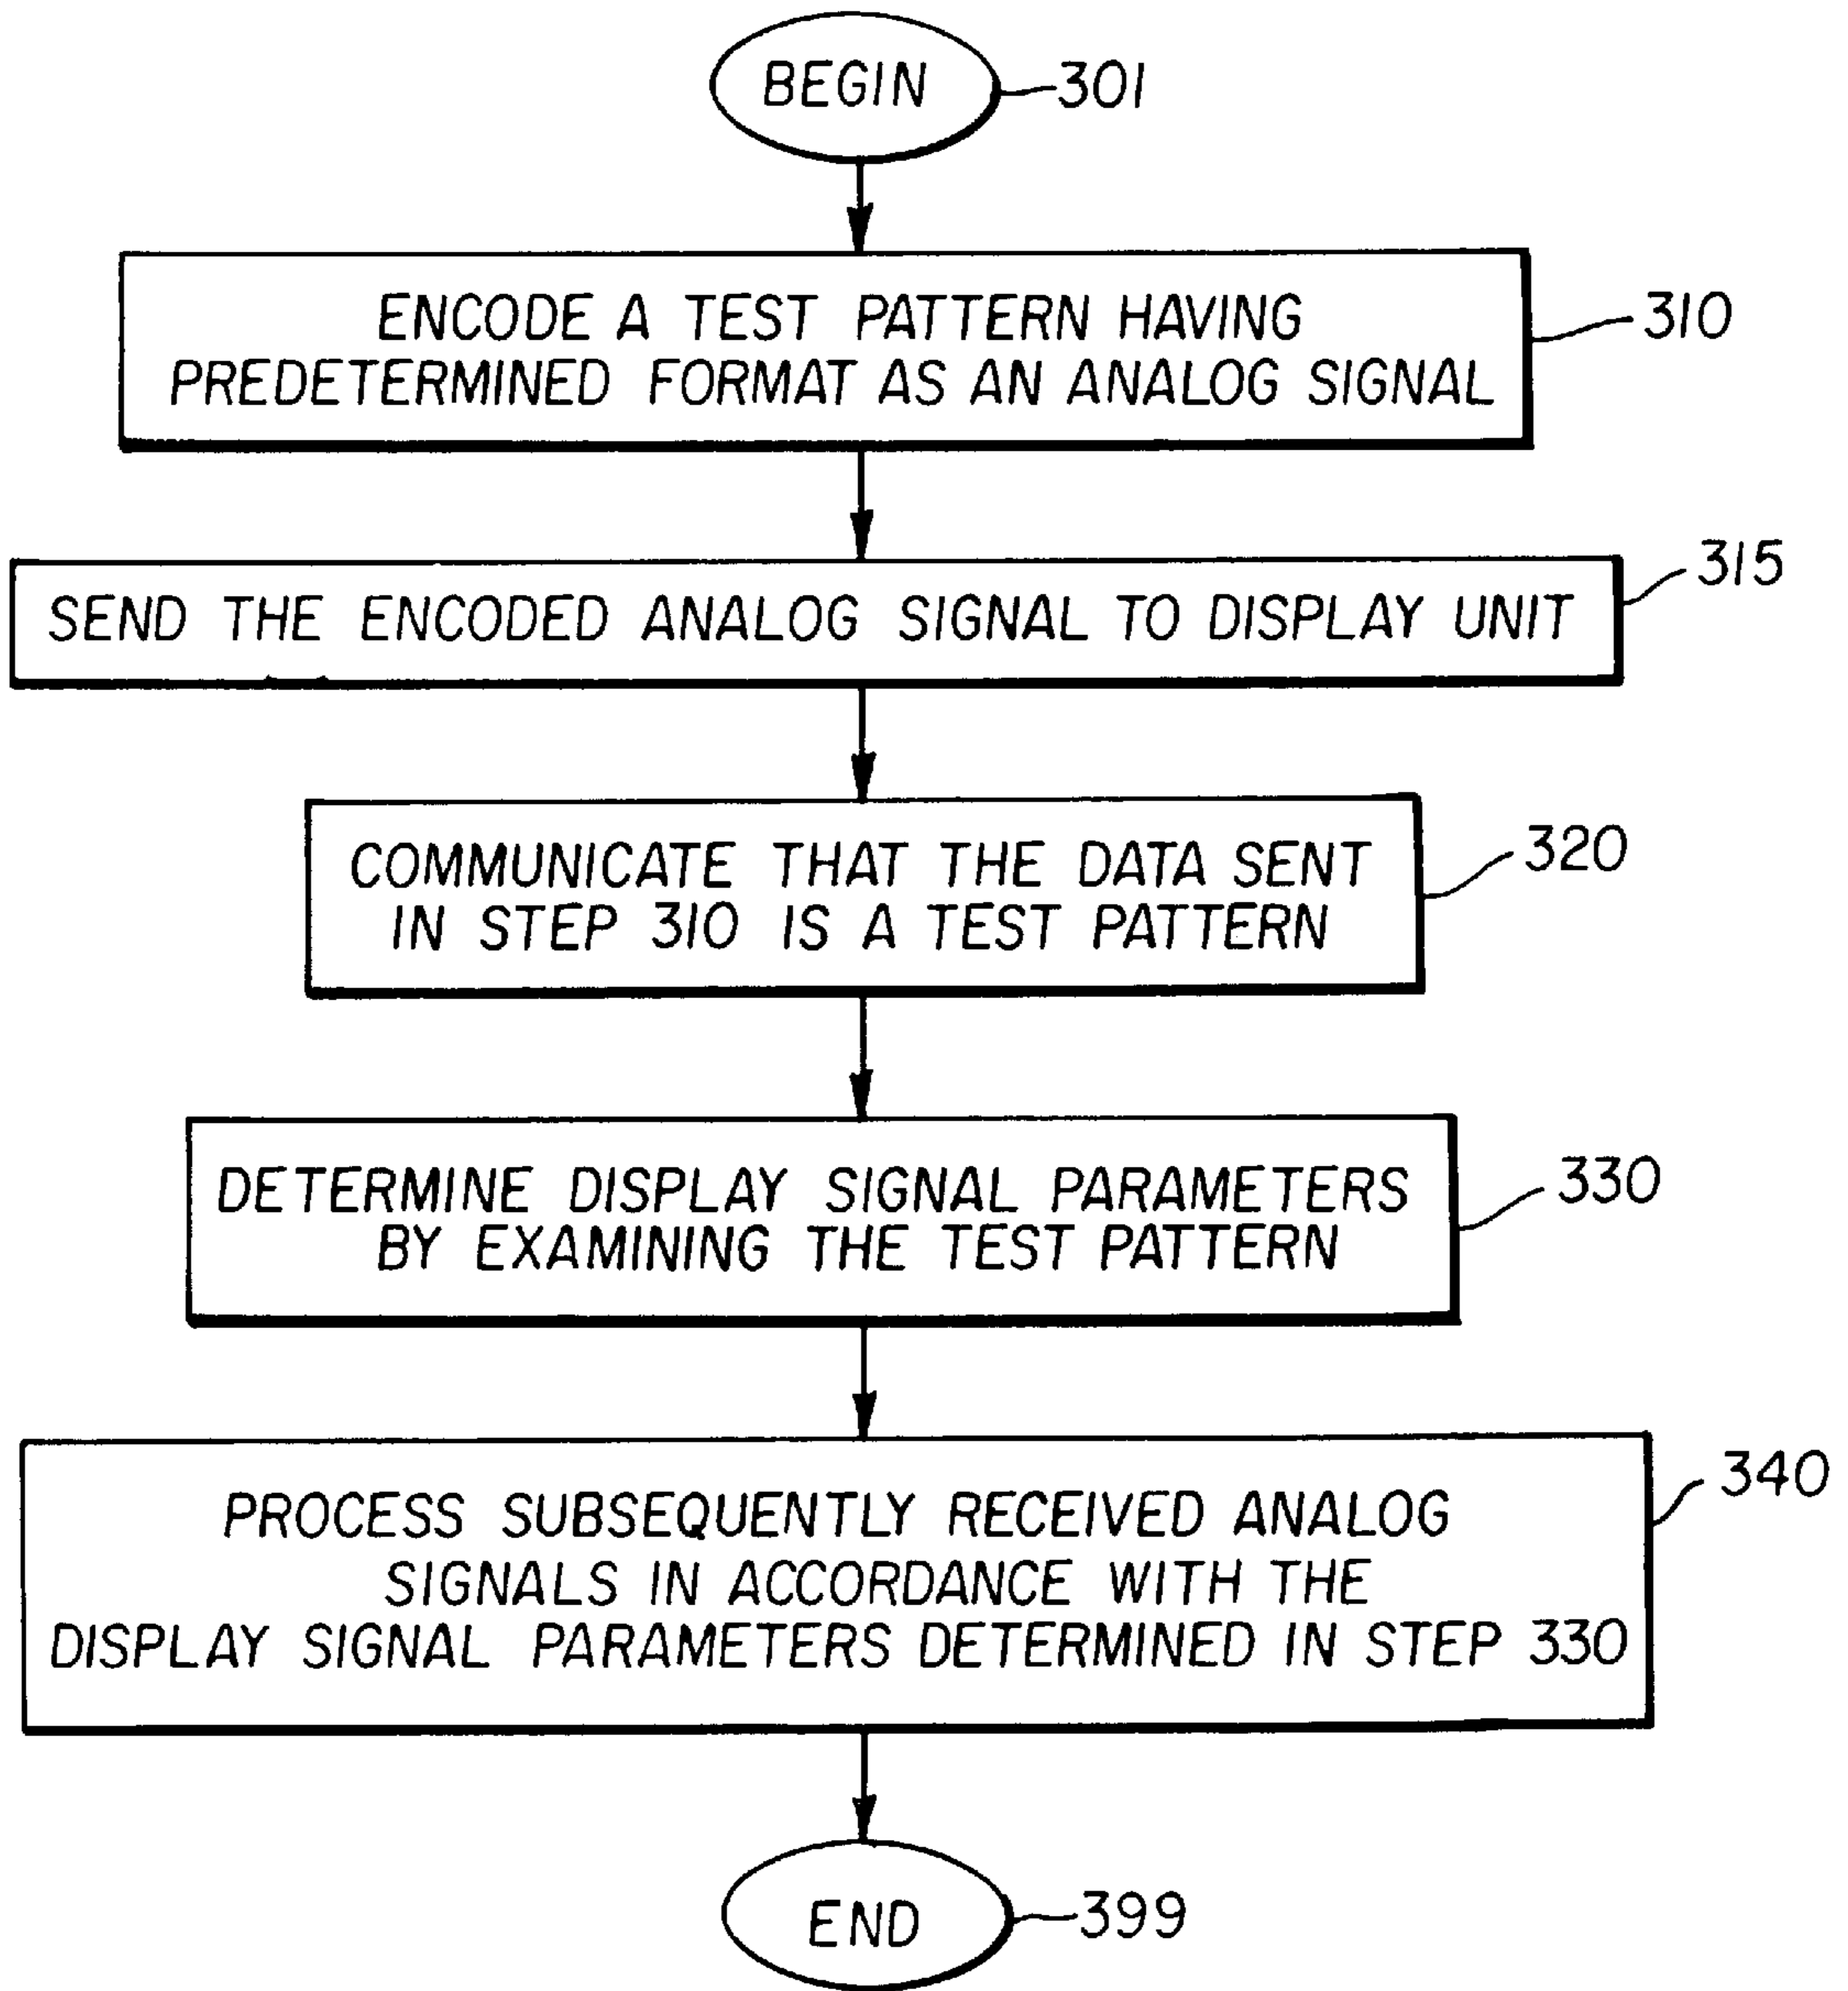 BEGIN
301
ENCODE A TEST PATTERN HAVING
PREDETERMINED FORMAT AS AN ANALOG SIGNAL
310
SEND THE ENCODED ANALOG SIGNAL TO DISPLAY UNIT
315
COMMUNICATE THAT THE DATA SENT
IN STEP 310 IS A TEST PATTERN
320
DETERMINE DISPLAY SIGNAL PARAMETERS
BY EXAMINING THE TEST PATTERN
330
PROCESS SUBSEQUENTLY RECEIVED ANALOG
SIGNALS IN ACCORDANCE WITH THE
DISPLAY SIGNAL PARAMETERS DETERMINED IN STEP 330
340
END
399